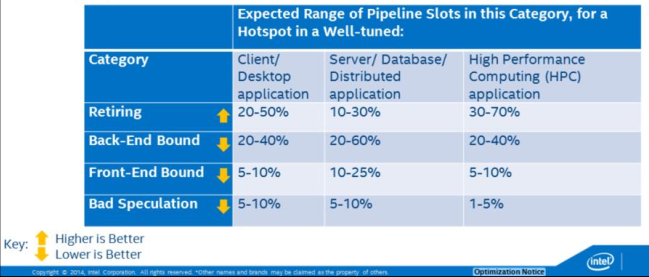 Expected Range of Pipeline Slots in this Category, for a
Hotspot in a Well-tuned:
Category
Client/
Desktop
application
Server/ Database/
Distributed
application
High Performance
Computing (HPC)
application
Retiring 20-50% 10-30% 30-70%
Back-End Bound 20-40% 20-60% 20-40%
Front-End Bound 5-10% 10-25% 5-10%
Bad Speculation 5-10% 5-10% 1-5%
Key:
Higher is Better
Lower is Better
Copyright © 2014, Intel Corporation. All rights reserved. *Other names and brands may be claimed as the property of others.
Optimization Notice
intel